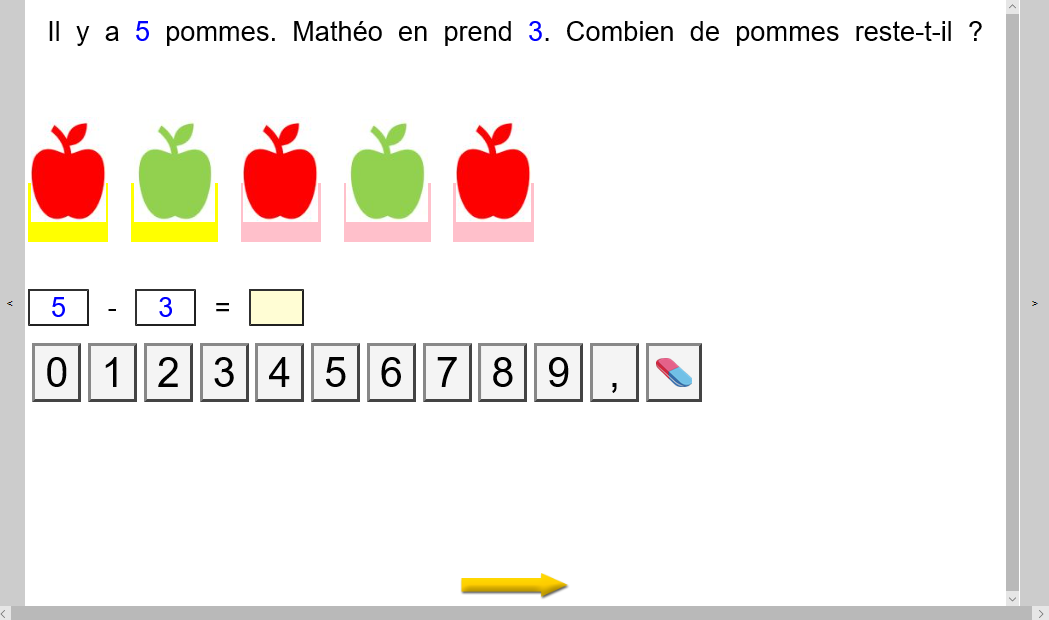 Il y a 5 pommes. Mathéo en prend 3. Combien de pommes reste-t-il ?
5 - 3 =
0 1 2 3 4 5 6 7 8 9 ,